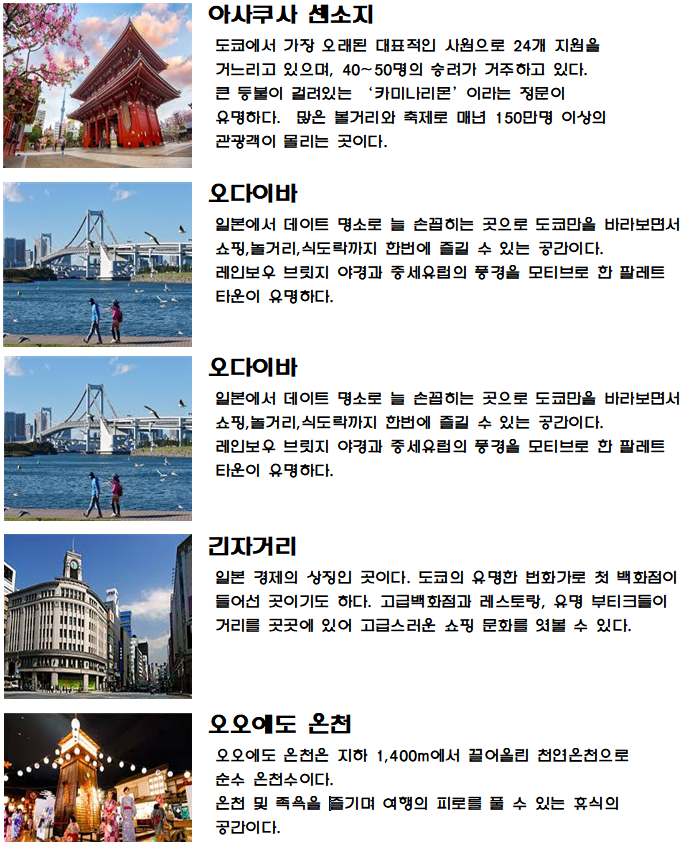 아사쿠사 센소지
도쿄에서 가장 오래된 대표적인 사원으로 24개 지원을
거느리고 있으며, 40~50명의 승려가 거주하고 있다.
큰 등불이 걸려있는 ‘카미나리몬’이라는 정문이
유명하다. 많은 볼거리와 축제로 매년 150만명 이상의
관광객이 몰리는 곳이다.
오다이바
일본에서 데이트 명소로 늘 손꼽히는 곳으로 도쿄만을 바라보면서
쇼핑,놀거리,식도락까지 한번에 즐길 수 있는 공간이다.
레인보우 브릿지 야경과 중세유럽의 풍경을 모티브로 한 팔레트
타운이 유명하다.
오다이바
일본에서 데이트 명소로 늘 손꼽히는 곳으로 도쿄만을 바라보면서
쇼핑,놀거리,식도락까지 한번에 즐길 수 있는 공간이다.
레인보우 브릿지 야경과 중세유럽의 풍경을 모티브로 한 팔레트
타운이 유명하다.
긴자거리
일본 경제의 상징인 곳이다. 도쿄의 유명한 번화가로 첫 백화점이
들어선 곳이기도 하다. 고급백화점과 레스토랑, 유명 부티크들이
거리를 곳곳에 있어 고급스러운 쇼핑 문화를 엿볼 수 있다.
오오에도 온천
오오에도 온천은 지하 1,400m에서 끌어올린 천연온천으로
순수 온천수이다.
온천 및 족욕을 즐기며 여행의 피로를 풀 수 있는 휴식의
공간이다.